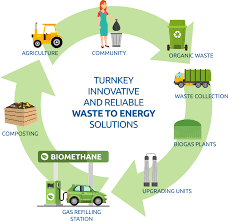 AGRICULTURE
COMMUNITY
ORGANIC WASTE
TURNKEY
INNOVATIVE
AND RELIABLE
WASTE TO ENERGY
SOLUTIONS
WASTE COLLECTION
COMPOSTING
BIOGAS PLANTS
BIOMETHANE
UPGRADING UNITS
GAS REFILLING
STATION